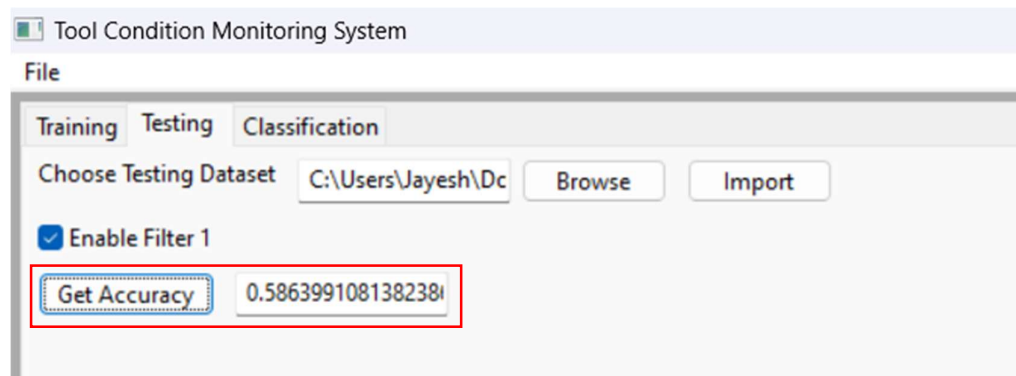 Tool Condition Monitoring System
File
Training Testing Classification
Choose Testing Dataset C:\Users\Jayesh\Dc Browse Import
Enable Filter 1
Get Accuracy 0.586399108138238